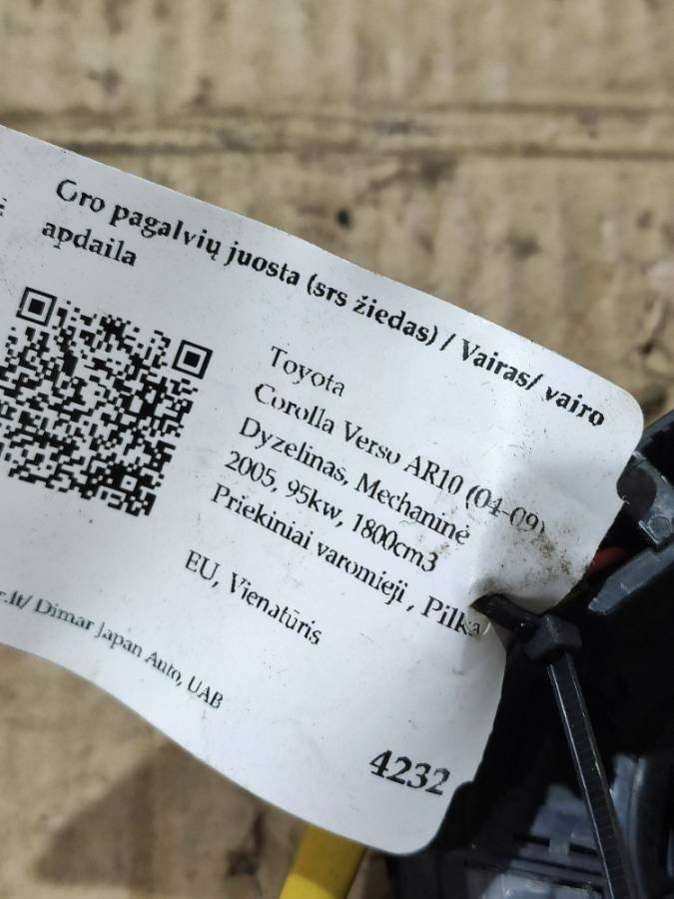 Oro pagalvių juosta (srs žiedas) / Vairas/ vairo
apdaila
Toyota
Corolla Verso AR10 (04-09)
Dyzelinas, Mechaninė
2005, 95kw, 1800cm3
Priekiniai varomieji , Pilka
EU, Vienatūris
r.lt/ Dimar Japan Auto, UAB
4232